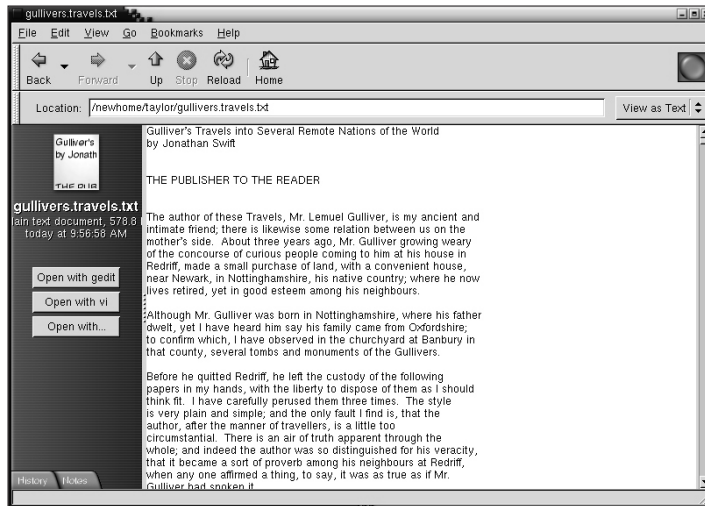 gullivers.travels.txt
File Edit View Go Bookmarks Help
Back Forward Up Stop Reload Home
Location: /newhome/taylor/gullivers.travels.txt View as Text
Gulliver's
by Jonath
gullivers.travels.txt
lain text document, 578.8
today at 9:56:58 AM
Open with gedit
Open with vi
Open with...
History Notes
Gulliver's Travels into Several Remote Nations of the World
by Jonathan Swift
THE PUBLISHER TO THE READER
The author of these Travels, Mr. Lemuel Gulliver, is my ancient and
intimate friend; there is likewise some relation between us on the
mother's side. About three years ago, Mr. Gulliver growing weary
of the concourse of curious people coming to him at his house in
Redriff, made a small purchase of land, with a convenient house,
near Newark, in Nottinghamshire, his native country; where he now
lives retired, yet in good esteem among his neighbours.
Although Mr. Gulliver was born in Nottinghamshire, where his father
dwelt, yet I have heard him say his family came from Oxfordshire;
to confirm which, I have observed in the churchyard at Banbury in
that county, several tombs and monuments of the Gullivers.
Before he quitted Redriff, he left the custody of the following
papers in my hands, with the liberty to dispose of them as I should
think fit. I have carefully perused them three times. The style
is very plain and simple; and the only fault I find is, that the
author, after the manner of travellers, is a little too
circumstantial. There is an air of truth apparent through the
whole; and indeed the author was so distinguished for his veracity,
that it became a sort of proverb among his neighbours at Redriff,
when any one affirmed a thing, to say, it was as true as if Mr.
Gulliver had spoken it